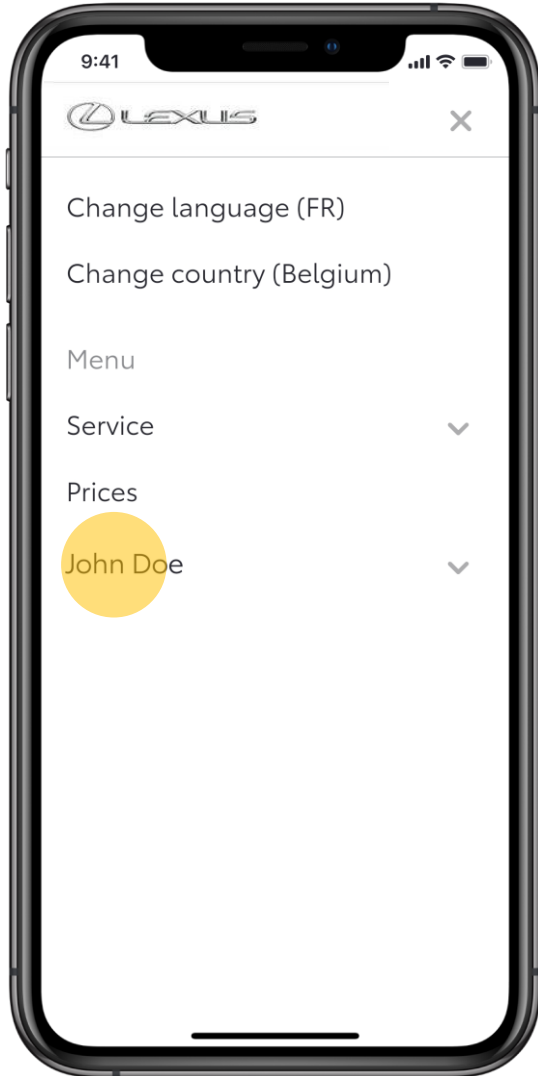 9:41
LEXUS
Change language (FR)
Change country (Belgium)
Menu
Service
Prices
John Doe